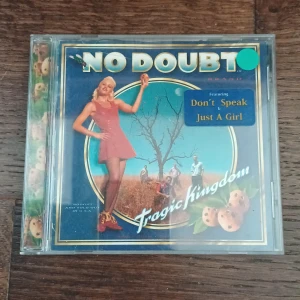 NO DOUBT
Featuring
Don't Speak
&
Just A Girl
Tragic Kingdom